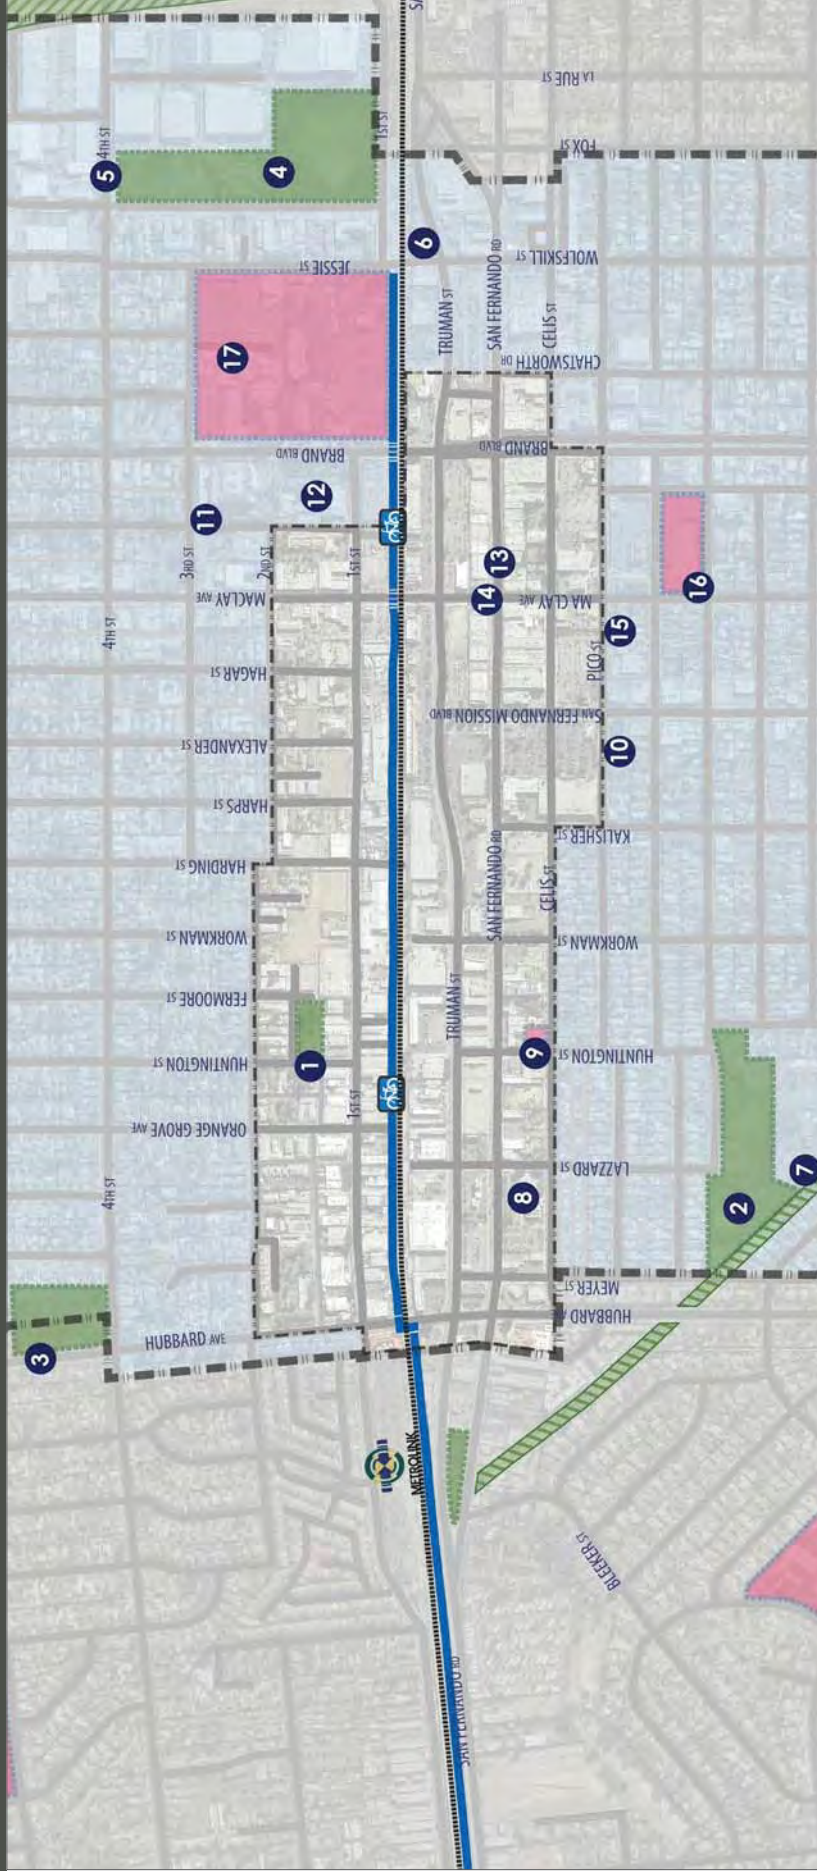 SA
LA RUE ST
FOX ST
1ST ST
4TH ST
5
4
6
WOLFSKILL ST
JESSIE ST
TRUMAN ST
SAN FERNANDO RD
CELIS ST
CHATSWORTH DR
17
BRAND BLVD
BRAND BLVD
12
11
3RD ST
2ND ST
1ST ST
13
14
16
MACLAY AVE
MACLAY AVE
15
PICO ST
4TH ST
HAGAR ST
SAN FERNANDO MISSION BLVD
ALEXANDER ST
10
HARPS ST
KALISHER ST
HARDING ST
SAN FERNANDO RD
CELIS ST
WORKMAN ST
WORKMAN ST
FERMOORE ST
TRUMAN ST
9
HUNTINGTON ST
HUNTINGTON ST
1
1ST ST
ORANGE GROVE AVE
LAZZARD ST
7
4TH ST
8
2
MEYER ST
HUBBARD A
HUBBARD AVE
3
METROLINK
BLEEKER ST
SAN FERNANDO RD